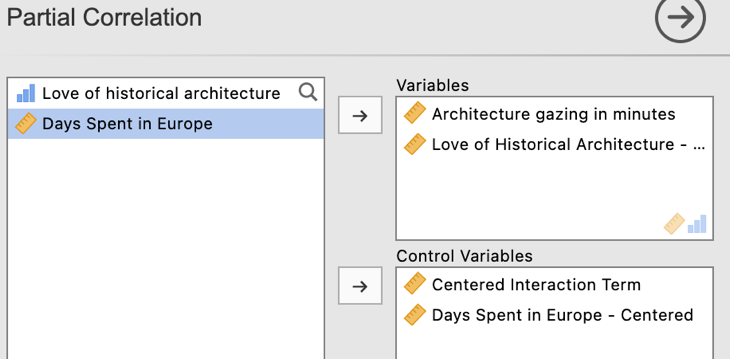 Partial Correlation
Love of historical architecture
Days Spent in Europe
Variables
Architecture gazing in minutes
Love of Historical Architecture - ...
Control Variables
Centered Interaction Term
Days Spent in Europe - Centered